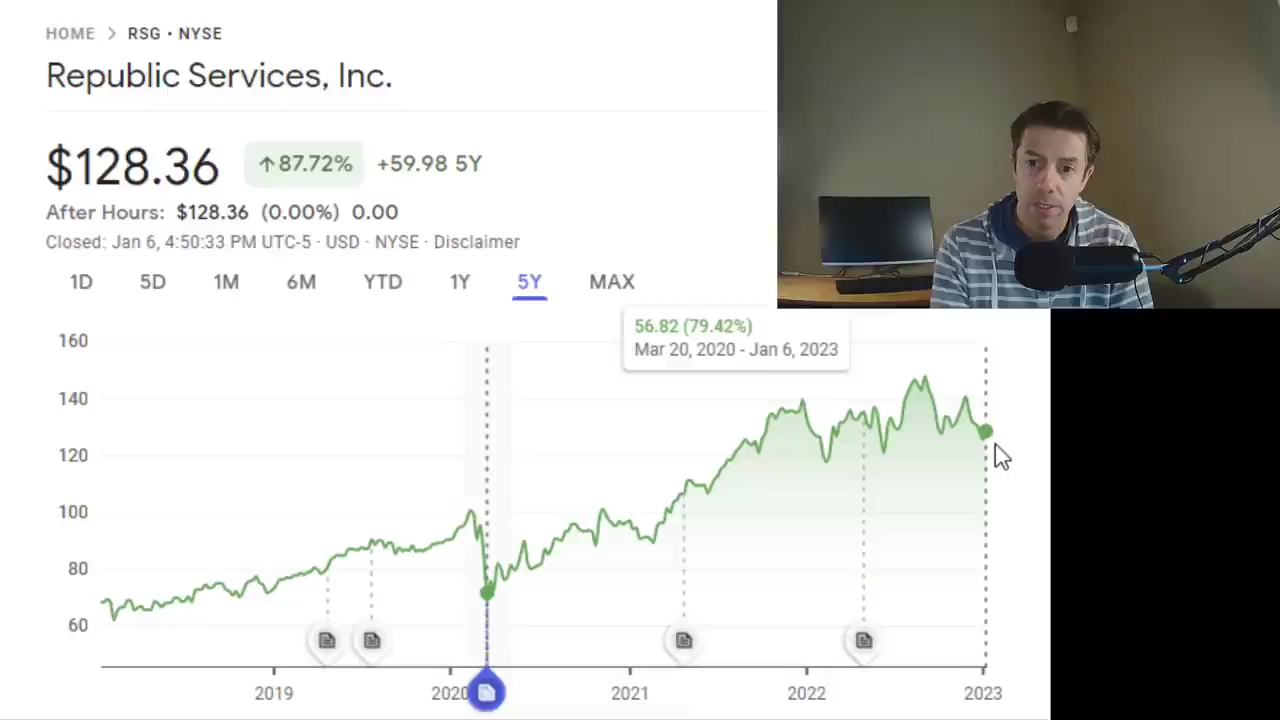 HOME > RSG • NYSE
Republic Services, Inc.
$128.36 ↑87.72% +59.98 5Y
After Hours: $128.36 (0.00%) 0.00
Closed: Jan 6, 4:50:33 PM UTC-5 · USD · NYSE · Disclaimer
1D 5D 1M 6M YTD 1Y 5Y MAX
56.82 (79.42%)
Mar 20, 2020 - Jan 6, 2023
160
140
120
100
80
60
2019 2020 2021 2022 2023